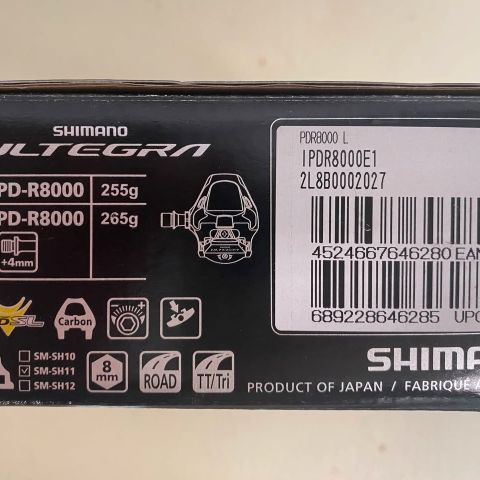 SHIMANO
ULTEGRA
PD-R8000 255g
PD-R8000 265g
+4mm
SL
Carbon
SM-SH10
SM-SH11
SM-SH12
8
mm
ROAD
TT/Tri
ULTEGRA
PDR8000 L
IPDR8000E1
2L8B0002027
4524667646280 EAN
689228646285 UPC
SHIMA
PRODUCT OF JAPAN / FABRIQUÉ A